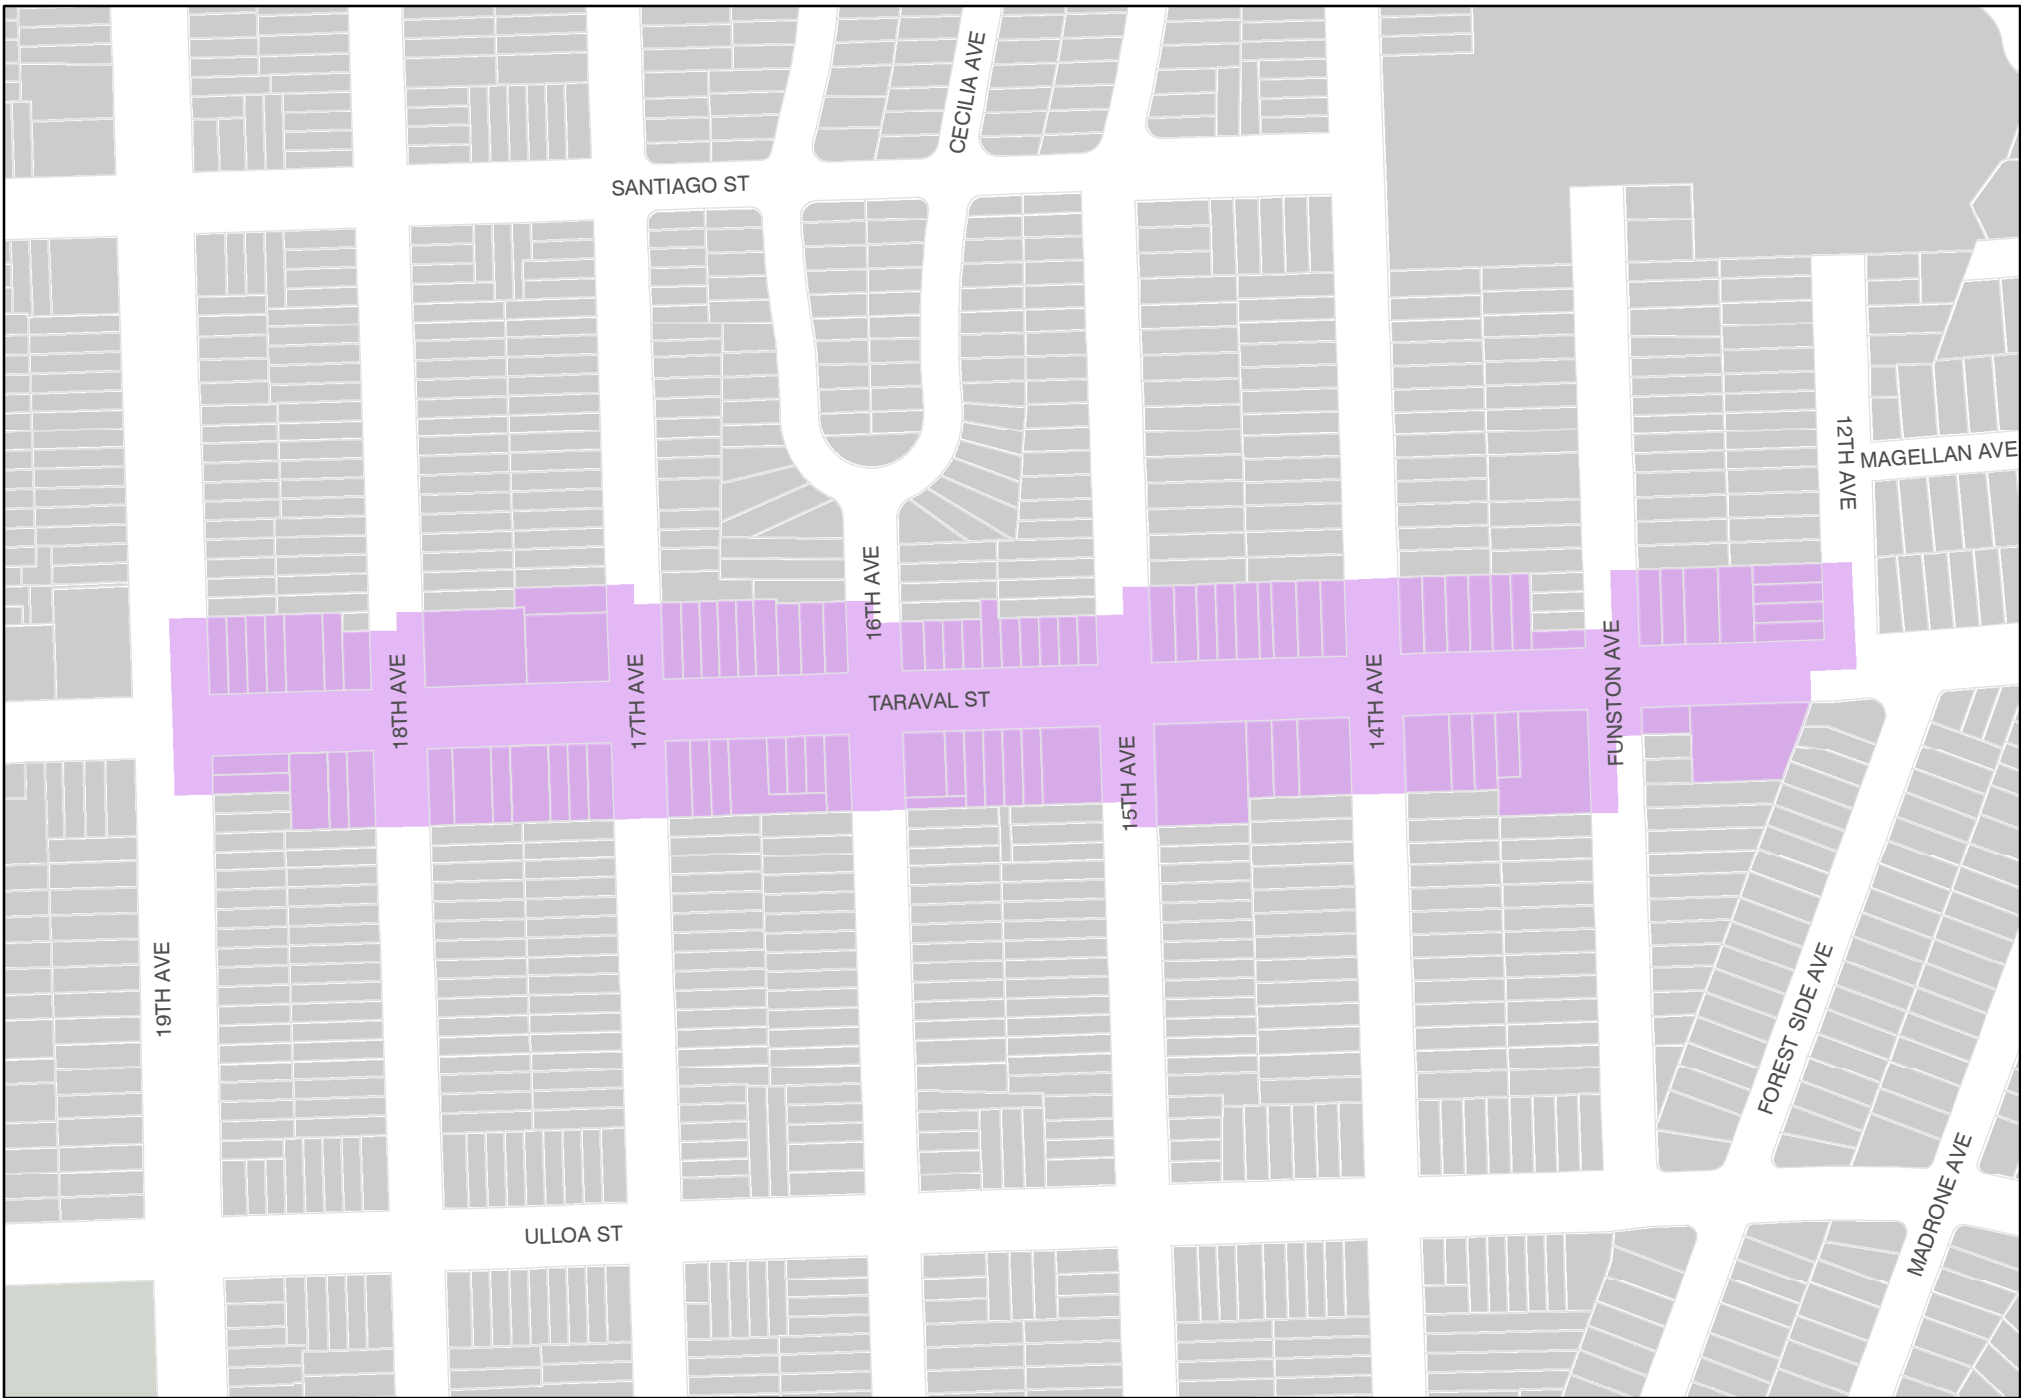 CECILIA AVE
SANTIAGO ST
12TH AVE
MAGELLAN AVE
16TH AVE
18TH AVE
17TH AVE
TARAVAL ST
14TH AVE
FUNSTON AVE
15TH AVE
19TH AVE
FOREST SIDE AVE
MADRONE AVE
ULLOA ST